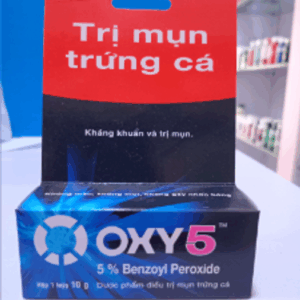 Trị mụn
trứng cá
Kháng khuẩn và trị mụn.
OXY5™
5 % Benzoyl Peroxide
Hộp 1 tuýp 10 g
Dược phẩm điều trị mụn trứng cá